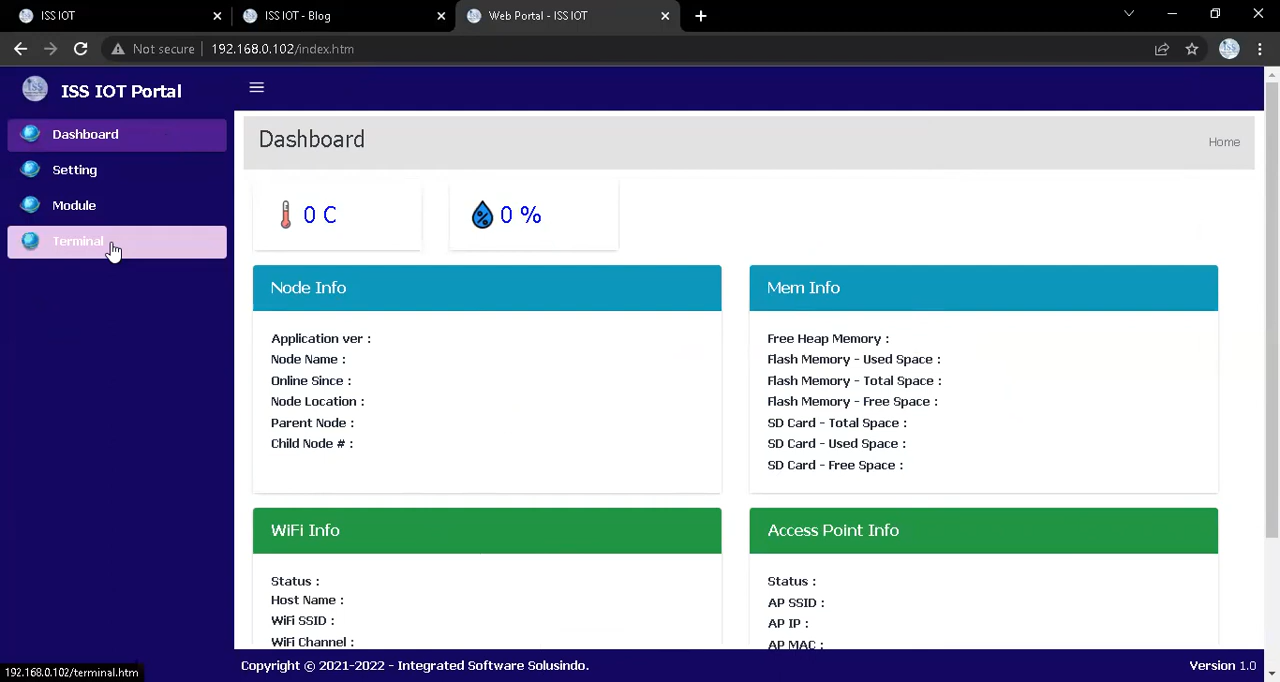 ISS IOT
ISS IOT - Blog
Web Portal - ISS IOT
Not secure
192.168.0.102/index.htm
ISS IOT Portal
Dashboard
Setting
Module
Terminal
Dashboard
Home
0 C
0 %
Node Info
Application ver :
Node Name :
Online Since :
Node Location :
Parent Node :
Child Node # :
Mem Info
Free Heap Memory :
Flash Memory - Used Space :
Flash Memory - Total Space :
Flash Memory - Free Space :
SD Card - Total Space :
SD Card - Used Space :
SD Card - Free Space :
WiFi Info
Status :
Host Name :
WiFi SSID :
WiFi Channel :
Access Point Info
Status :
AP SSID :
AP IP :
AP MAC :
Copyright © 2021-2022 - Integrated Software Solusindo.
Version 1.0
192.168.0.102/terminal.htm